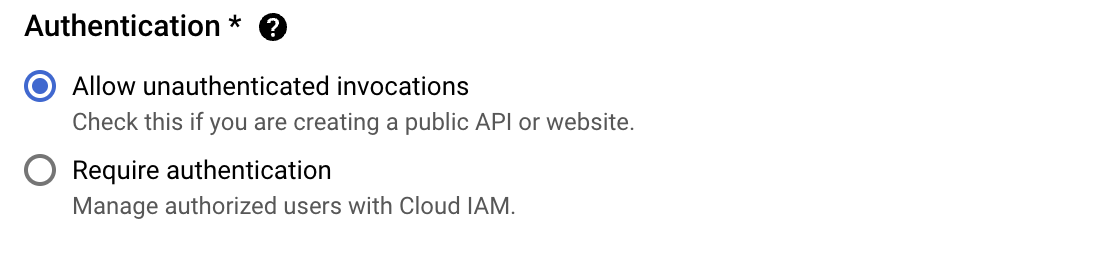 Authentication * ?
Allow unauthenticated invocations
Check this if you are creating a public API or website.
Require authentication
Manage authorized users with Cloud IAM.